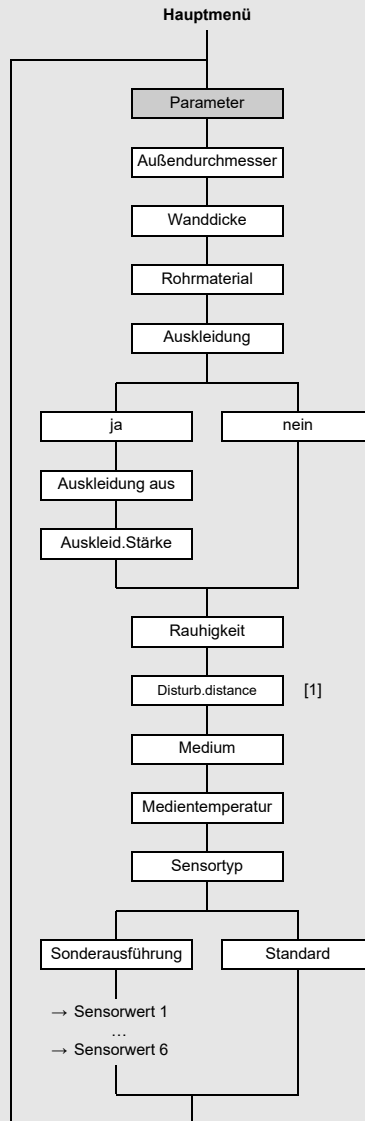 Hauptmenü
Parameter
Außendurchmesser
Wanddicke
Rohrmaterial
Auskleidung
ja
nein
Auskleidung aus
Auskleid.Stärke
Rauhigkeit
Disturb.distance [1]
Medium
Medientemperatur
Sensortyp
Sonderausführung
Standard
→ Sensorwert 1
...
→ Sensorwert 6